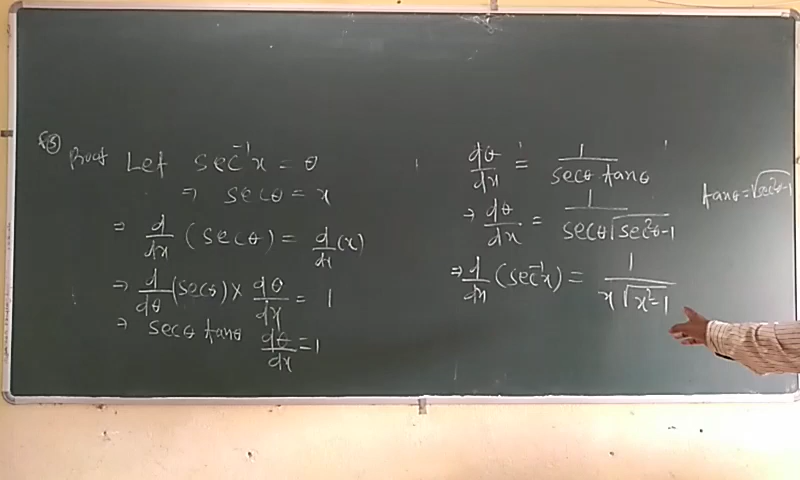 (5)
Proof Let sec⁻¹x = θ
⇒ secθ = x
⇒ d/dx (secθ) = d/dx (x)
⇒ d/dθ (secθ) × dθ/dx = 1
⇒ secθ tanθ dθ/dx = 1
dθ/dx = 1/(secθ tanθ)
tanθ = √(sec²θ-1)
⇒ dθ/dx = 1/(secθ √(sec²θ-1))
⇒ d/dx (sec⁻¹x) = 1/(x √(x²-1))